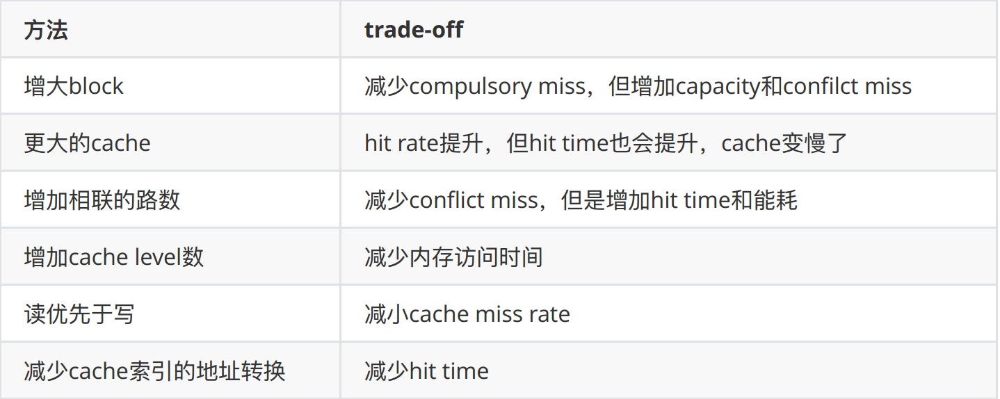 方法 trade-off
增大block 减少compulsory miss，但增加capacity和confilct miss
更大的cache hit rate提升，但hit time也会提升，cache变慢了
增加相联的路数 减少conflict miss，但是增加hit time和能耗
增加cache level数 减少内存访问时间
读优先于写 减小cache miss rate
减少cache索引的地址转换 减少hit time